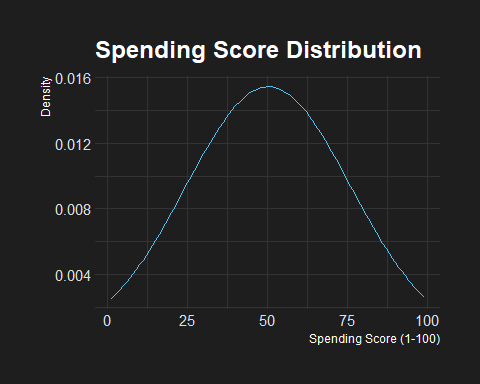 Spending Score Distribution
Density
0.016
0.012
0.008
0.004
0 25 50 75 100
Spending Score (1-100)